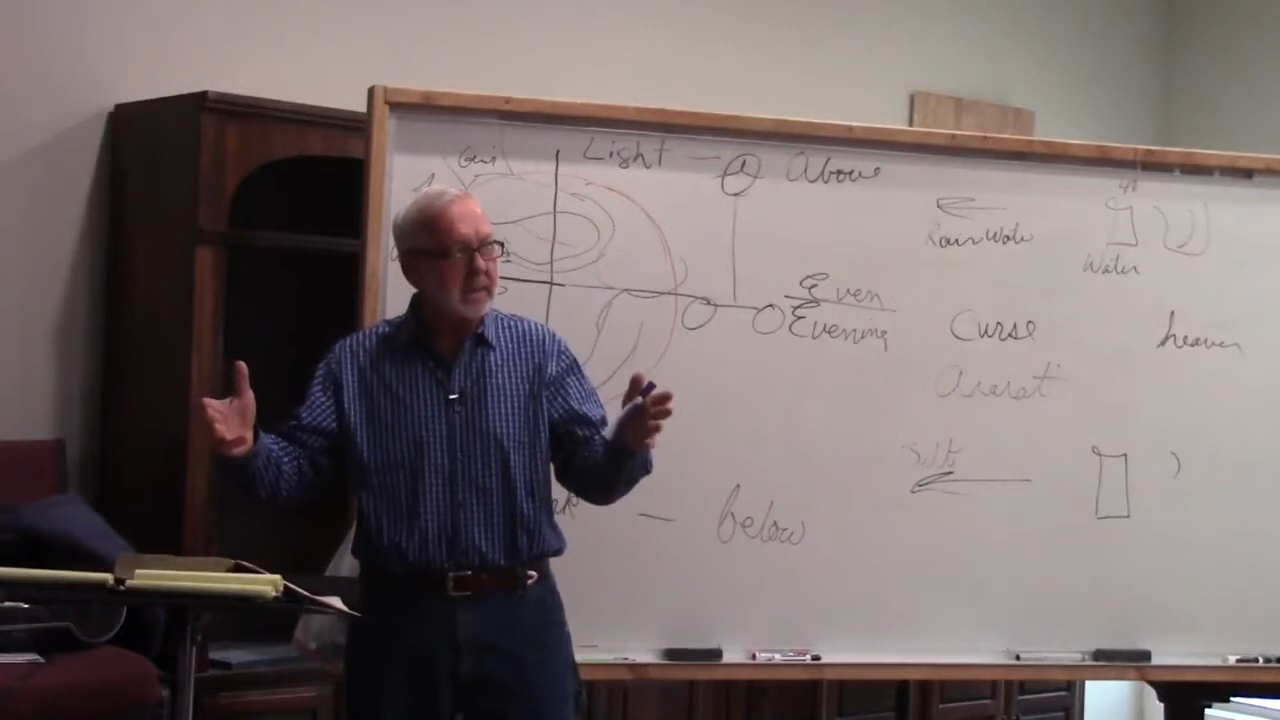 Light — Above
Rain Water
Water
Even
Evening
Curse
heaven
Ararat
— below